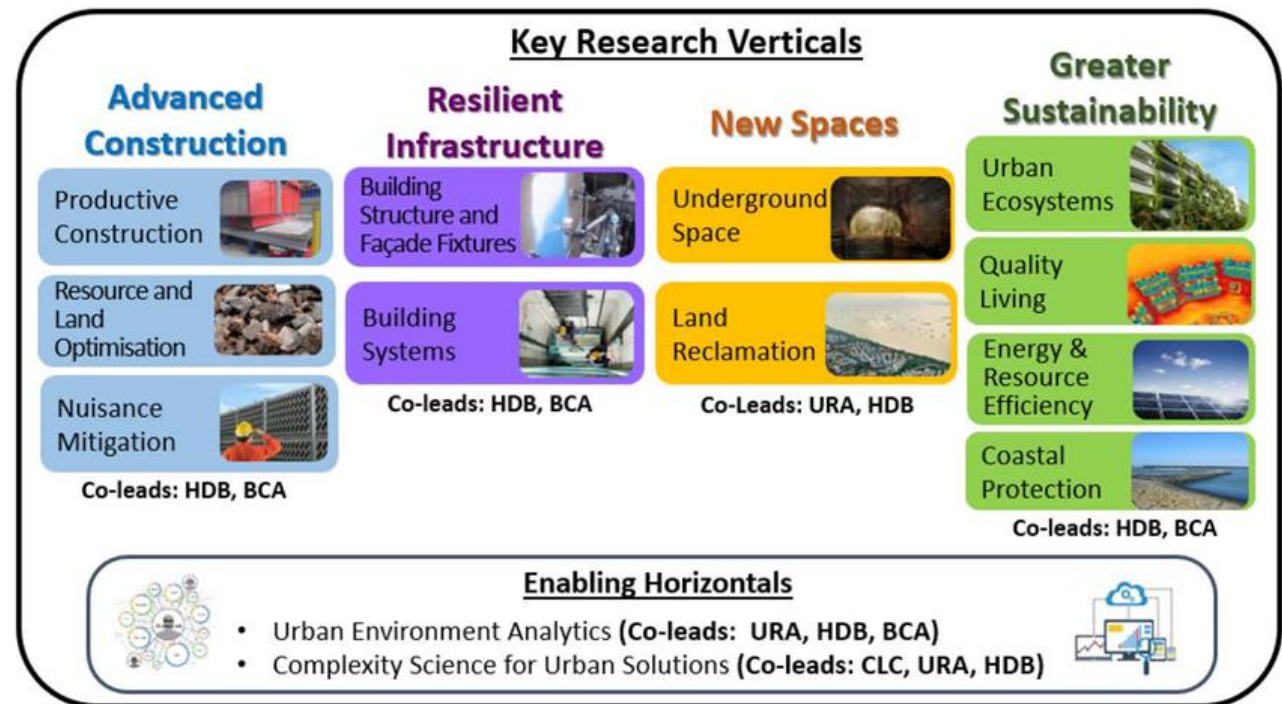 Key Research Verticals
Advanced
Construction
Productive
Construction
Resource and
Land
Optimisation
Nuisance
Mitigation
Co-leads: HDB, BCA
Resilient
Infrastructure
Building
Structure and
Façade Fixtures
Building
Systems
Co-leads: HDB, BCA
New Spaces
Underground
Space
Land
Reclamation
Co-Leads: URA, HDB
Greater
Sustainability
Urban
Ecosystems
Quality
Living
Energy &
Resource
Efficiency
Coastal
Protection
Co-leads: HDB, BCA
Enabling Horizontals
• Urban Environment Analytics (Co-leads: URA, HDB, BCA)
• Complexity Science for Urban Solutions (Co-leads: CLC, URA, HDB)